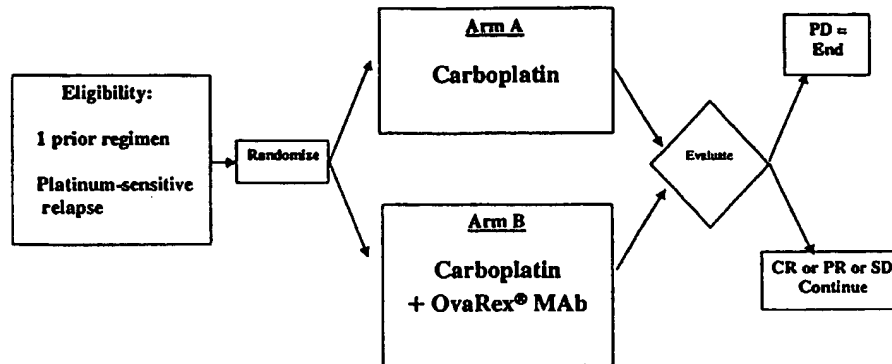 Eligibility:
1 prior regimen
Platinum-sensitive
relapse
Randomize
Arm A
Carboplatin
Arm B
Carboplatin
+ OvaRex® MAb
Evaluate
PD =
End
CR or PR or SD
Continue